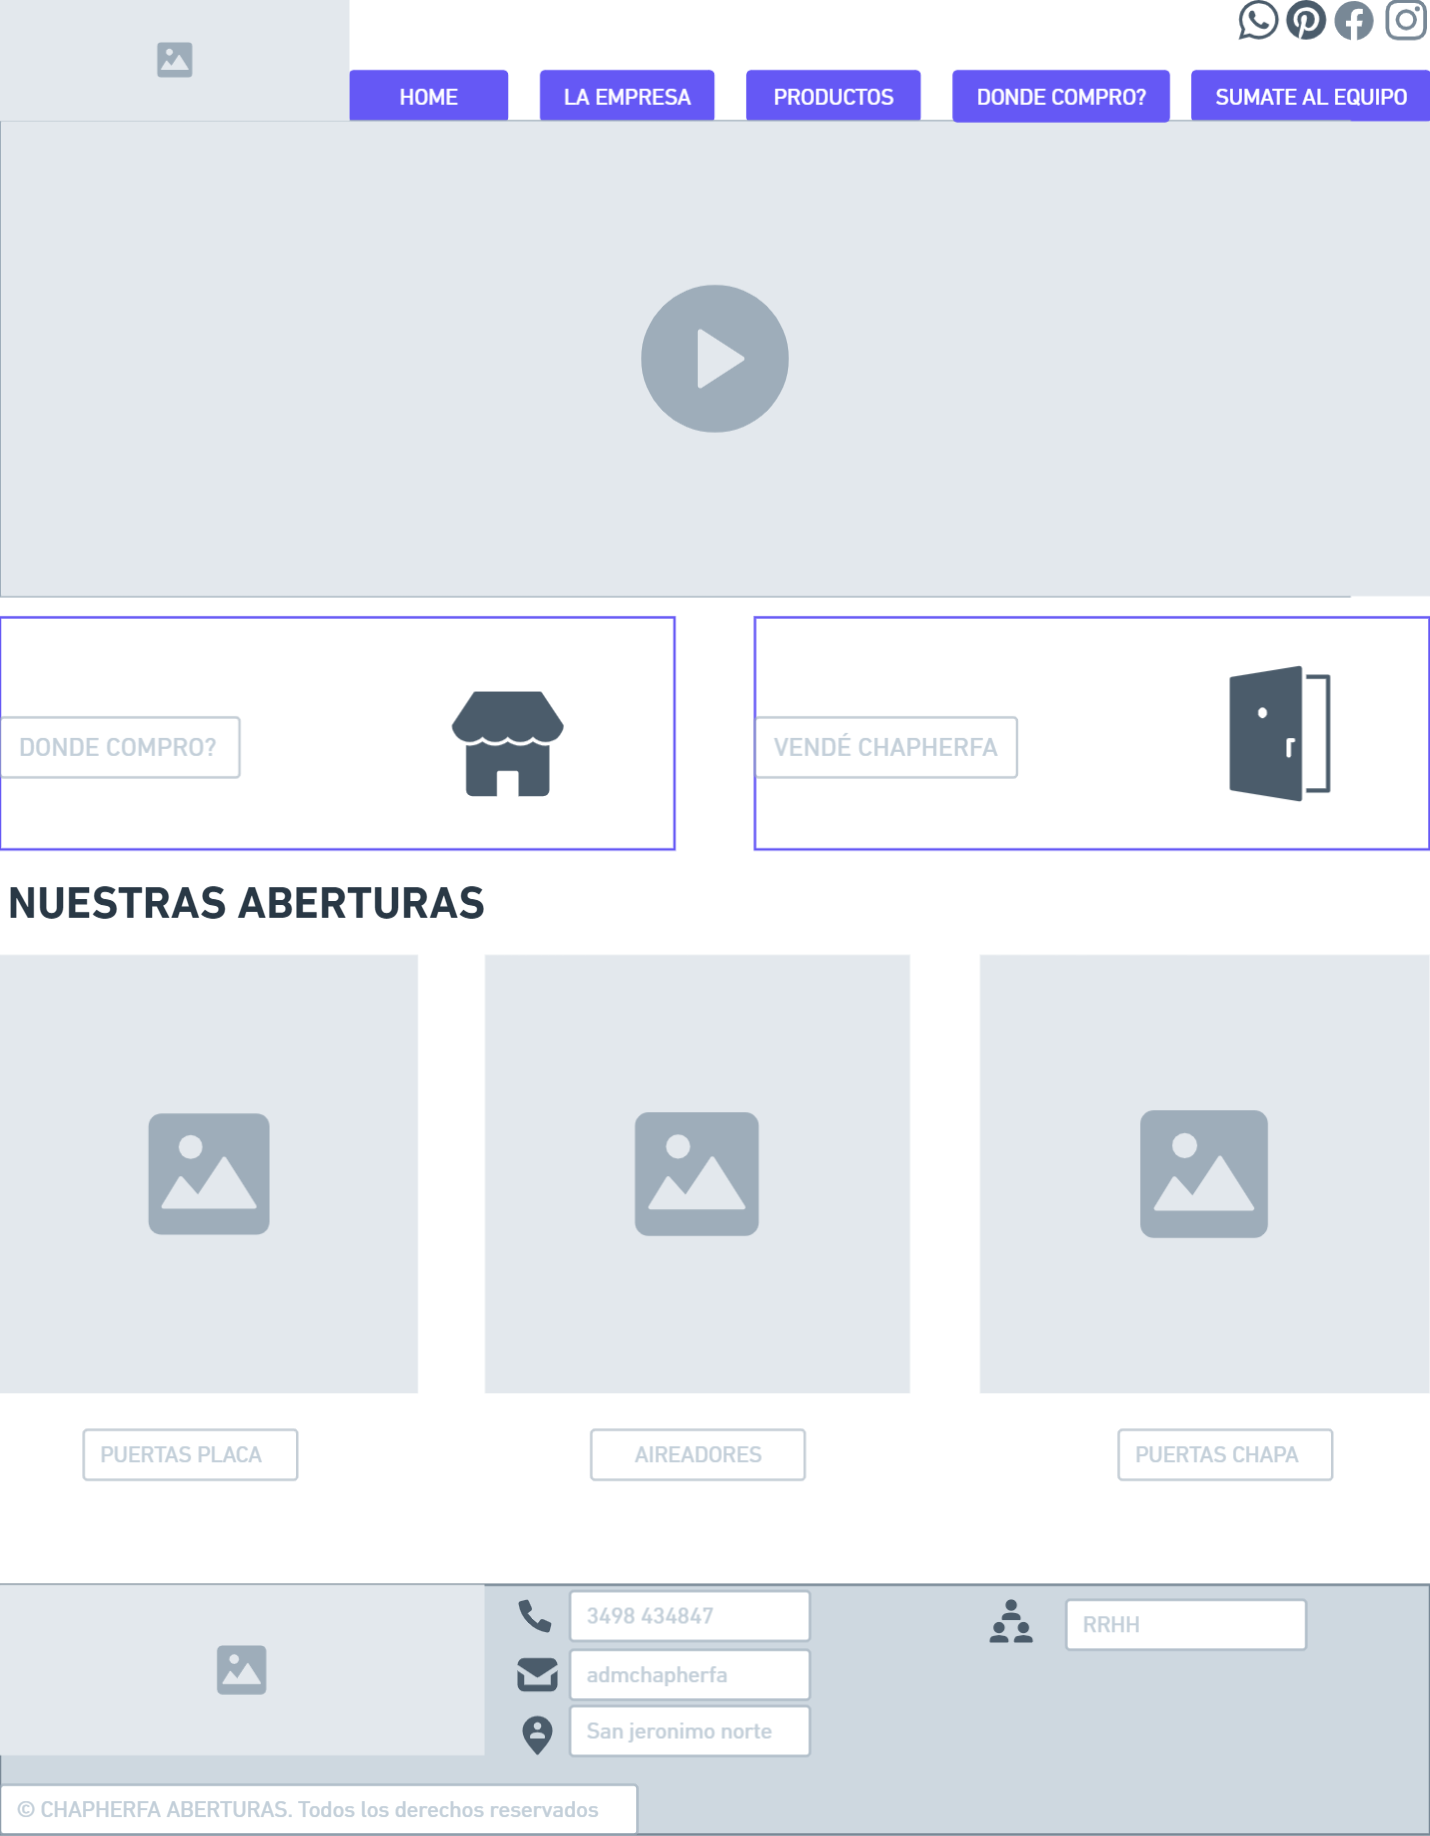 HOME
LA EMPRESA
PRODUCTOS
DONDE COMPRO?
SUMATE AL EQUIPO
DONDE COMPRO?
VENDÉ CHAPHERFA
NUESTRAS ABERTURAS
PUERTAS PLACA
AIREADORES
PUERTAS CHAPA
3498 434847
RRHH
admchapherfa
San jeronimo norte
© CHAPHERFA ABERTURAS. Todos los derechos reservados